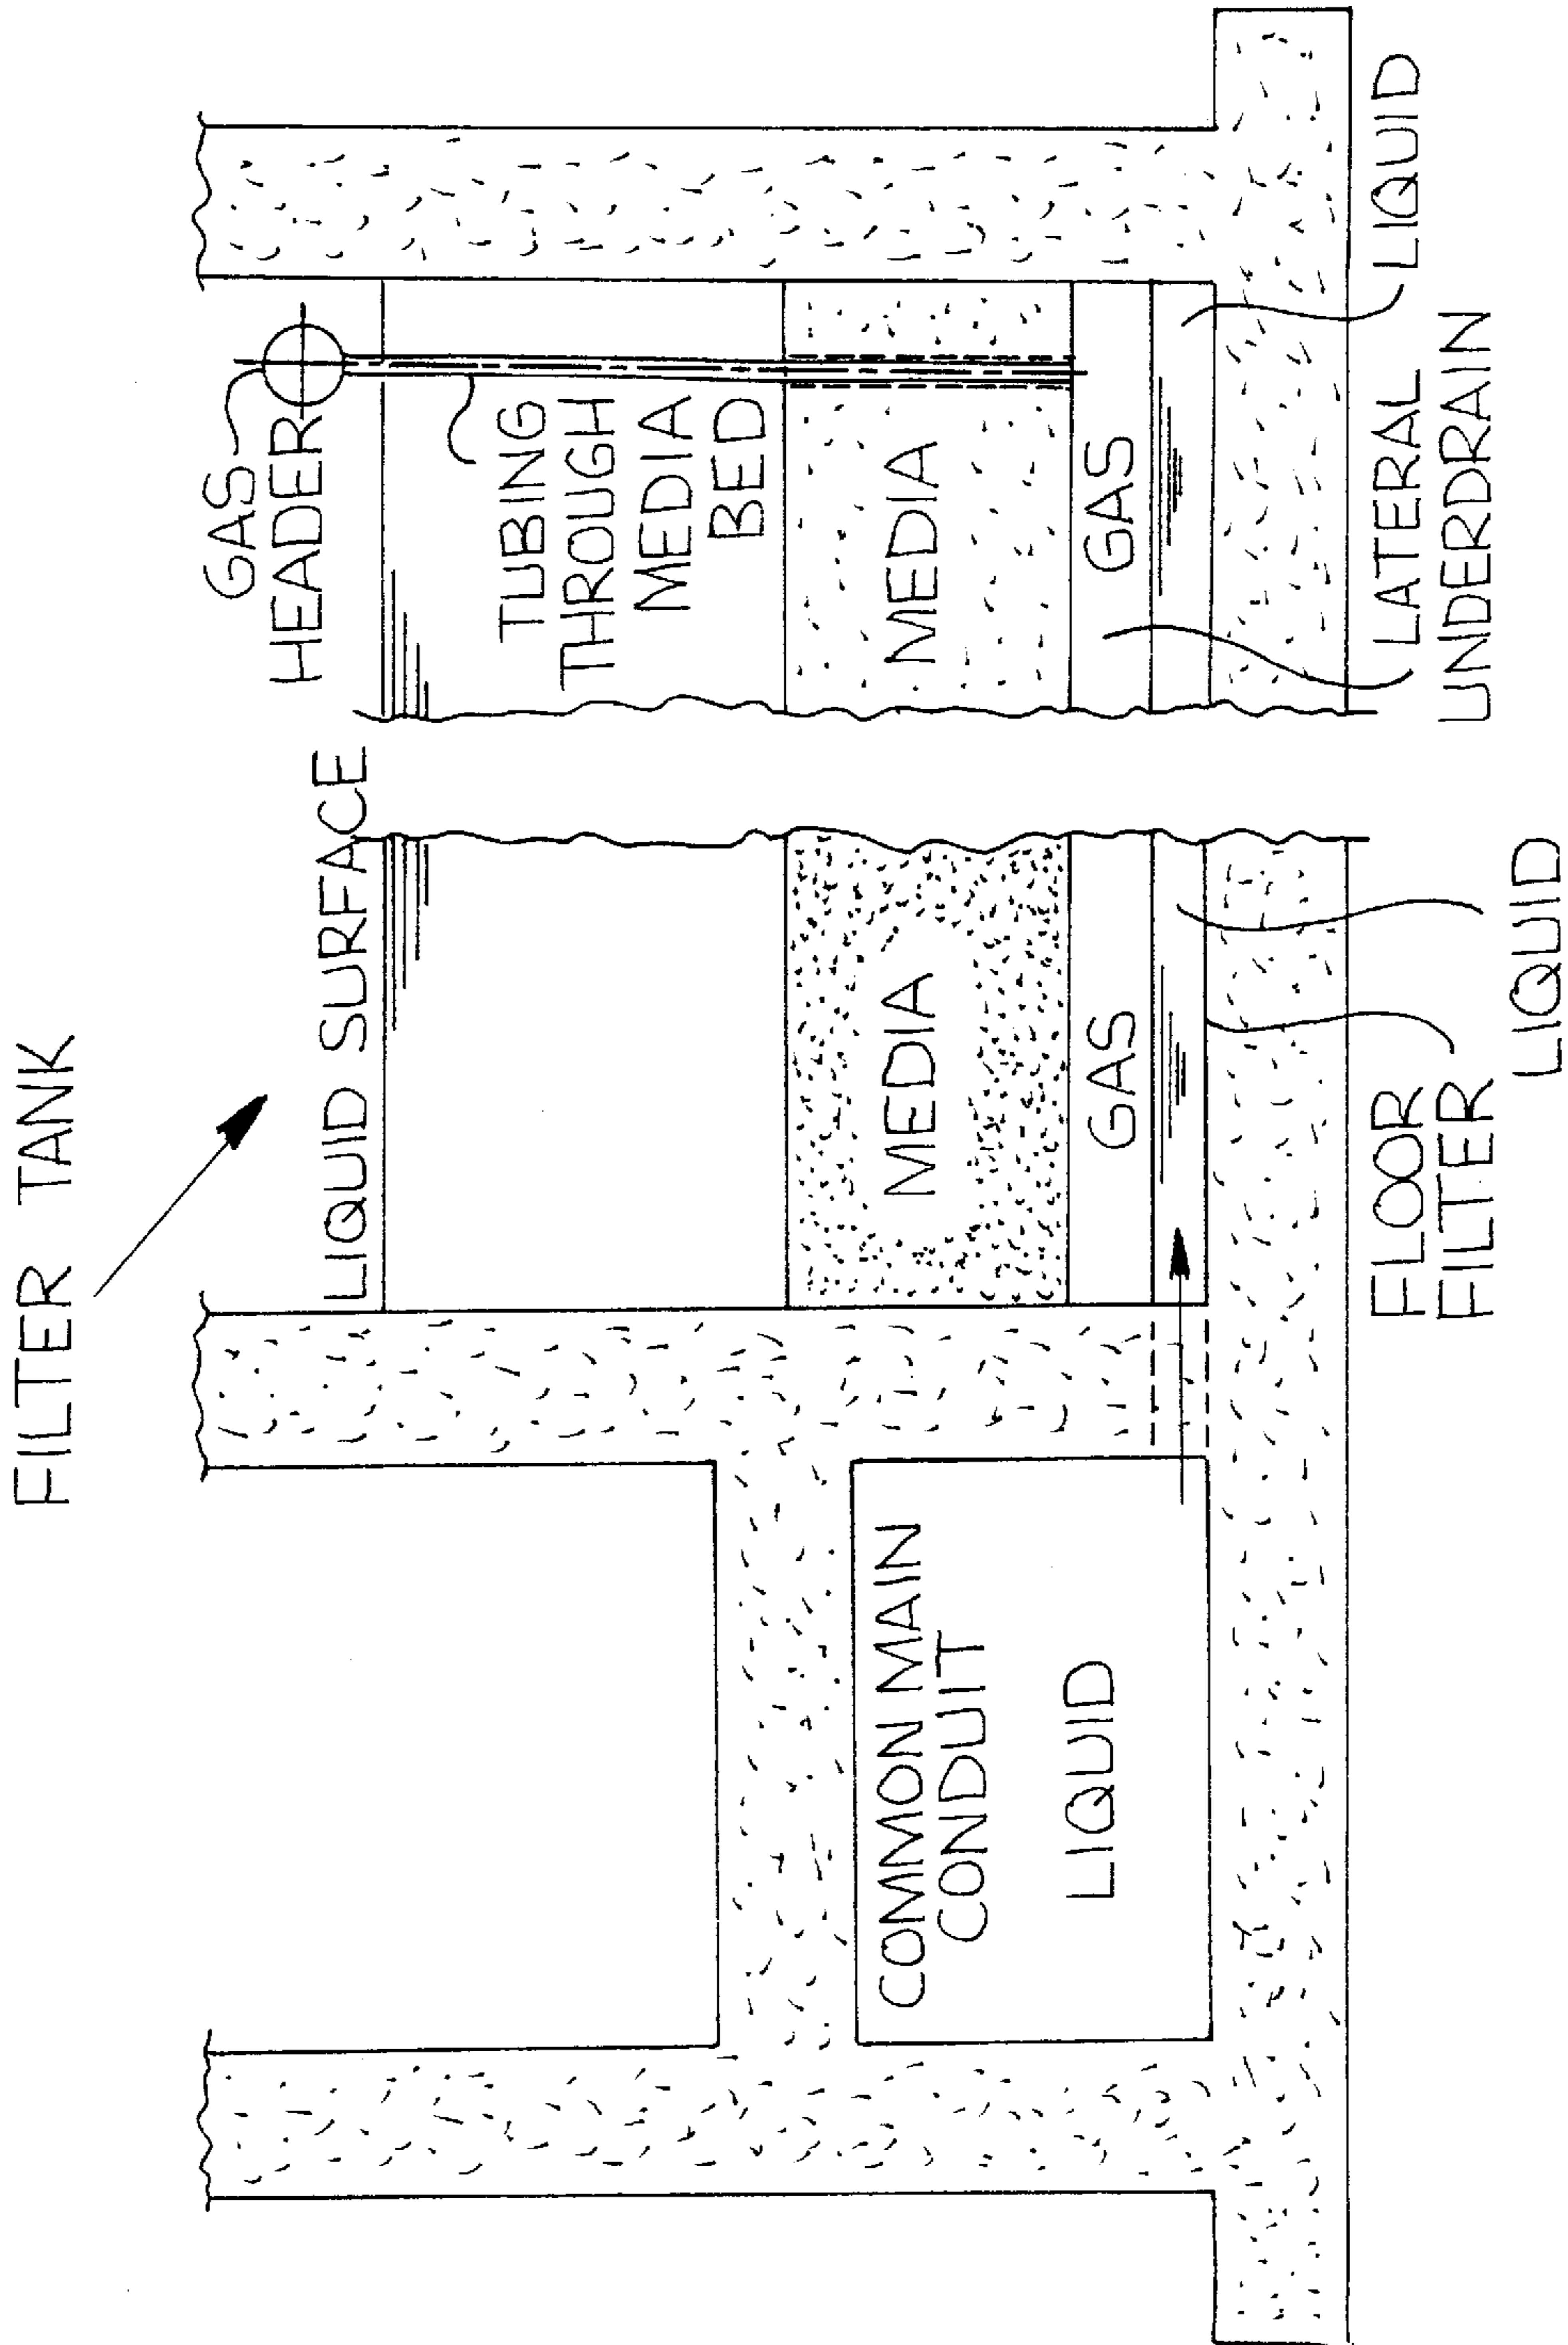 FILTER TANK
LIQUID SURFACE
GAS
HEADER
TUBING
THROUGH
MEDIA
BED
COMMON MAIN
CONDUIT
LIQUID
MEDIA
GAS
MEDIA
GAS
FLOOR
FILTER
LIQUID
LATERAL
UNDERDRAIN
LIQUID